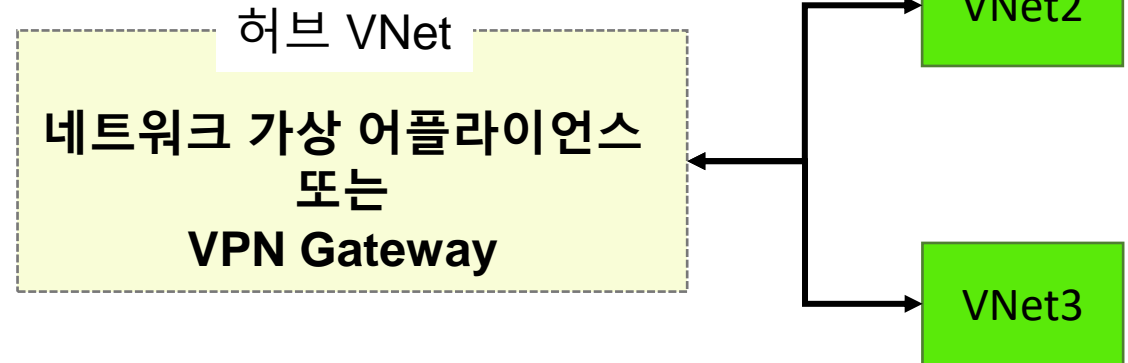 허브 VNet
네트워크 가상 어플라이언스
또는
VPN Gateway
VNet2
VNet3